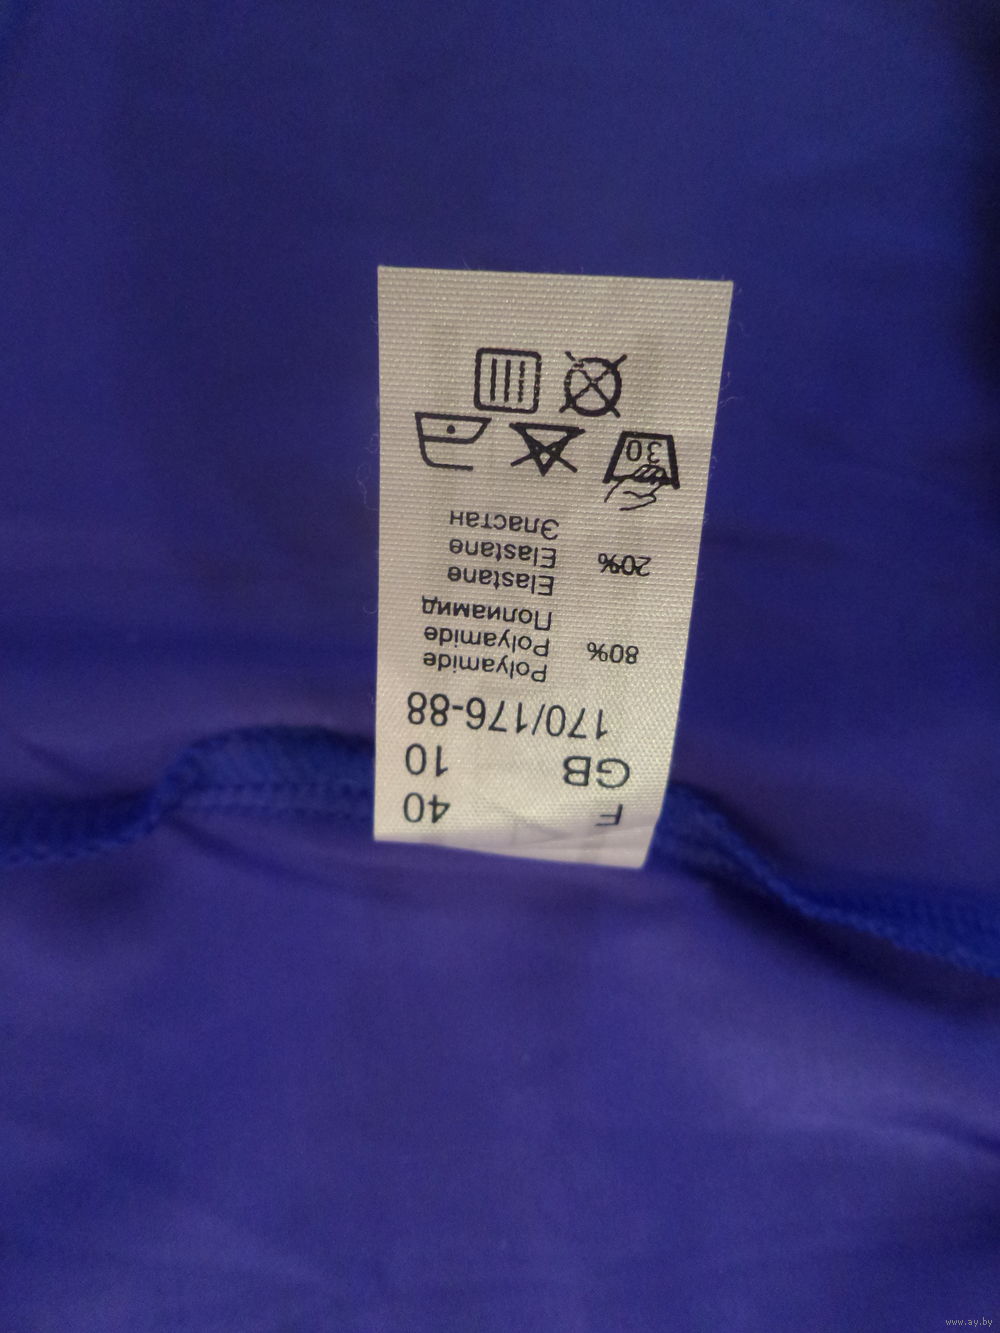 F 40
GB 10
170/176-88
80% Polyamide
Polyamide
Полиамид
20% Elastane
Elastane
Эластан
30
www.ay.by